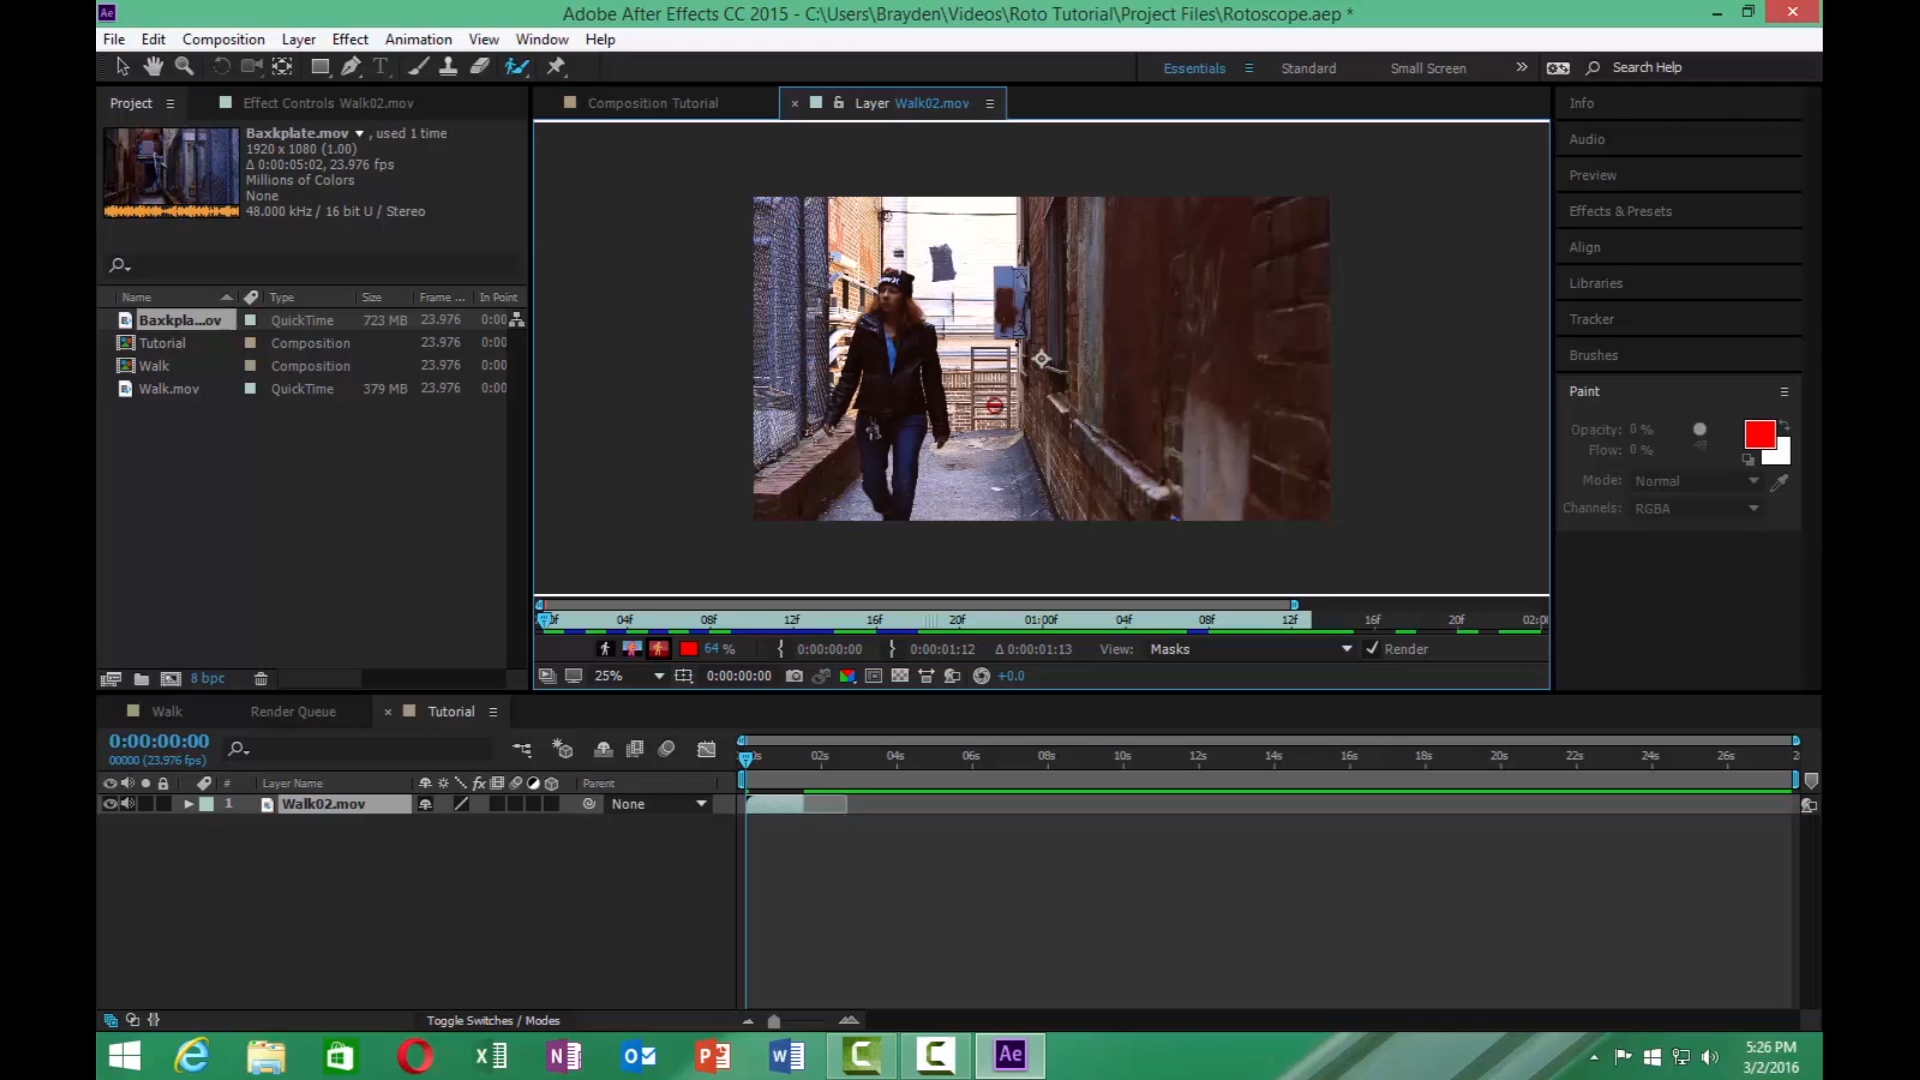 Ae Adobe After Effects CC 2015 - C:\Users\Brayden\Videos\Roto Tutorial\Project Files\Rotoscope.aep *
File Edit Composition Layer Effect Animation View Window Help
Essentials Standard Small Screen Search Help
Project Effect Controls Walk02.mov
Composition Tutorial Layer Walk02.mov
Info
Audio
Preview
Effects & Presets
Align
Libraries
Tracker
Brushes
Paint
Opacity: 0 %
Flow: 0 %
Mode: Normal
Channels: RGBA
Baxkplate.mov , used 1 time
1920 x 1080 (1.00)
Δ 0:00:05:02, 23.976 fps
Millions of Colors
None
48.000 kHz / 16 bit U / Stereo
Name Type Size Frame ... In Point
Baxkpla...ov QuickTime 723 MB 23.976 0:00
Tutorial Composition 23.976 0:00
Walk Composition 23.976 0:00
Walk.mov QuickTime 379 MB 23.976 0:00
04f 08f 12f 16f 20f 01:00f 04f 08f 12f 16f 20f 02:0
64 % 0:00:00:00 0:00:01:12 Δ 0:00:01:13 View: Masks Render
8 bpc
25% 0:00:00:00 +0.0
Walk Render Queue Tutorial
0:00:00:00
00000 (23.976 fps)
02s 04s 06s 08s 10s 12s 14s 16s 18s 20s 22s 24s 26s 2
# Layer Name fx Parent
1 Walk02.mov None
Toggle Switches / Modes
Ae
5:26 PM
3/2/2016